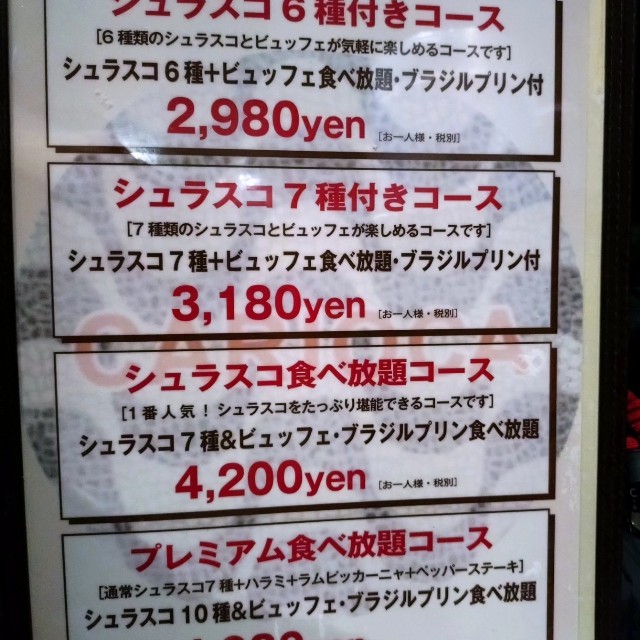 シュラスコ6種付きコース
[6種類のシュラスコとビュッフェが気軽に楽しめるコースです]
シュラスコ6種+ビュッフェ食べ放題・ブラジルプリン付
2,980yen [お一人様・税別]
シュラスコ7種付きコース
[7種類のシュラスコとビュッフェが楽しめるコースです]
シュラスコ7種+ビュッフェ食べ放題・ブラジルプリン付
3,180yen [お一人様・税別]
CARIOCA
シュラスコ食べ放題コース
[1番人気!シュラスコをたっぷり堪能できるコースです]
シュラスコ7種&ビュッフェ・ブラジルプリン食べ放題
4,200yen [お一人様・税別]
プレミアム食べ放題コース
[通常シュラスコ7種+ハラミ+ラムピッカーニャ+ペッパーステーキ]
シュラスコ10種&ビュッフェ・ブラジルプリン食べ放題
yen